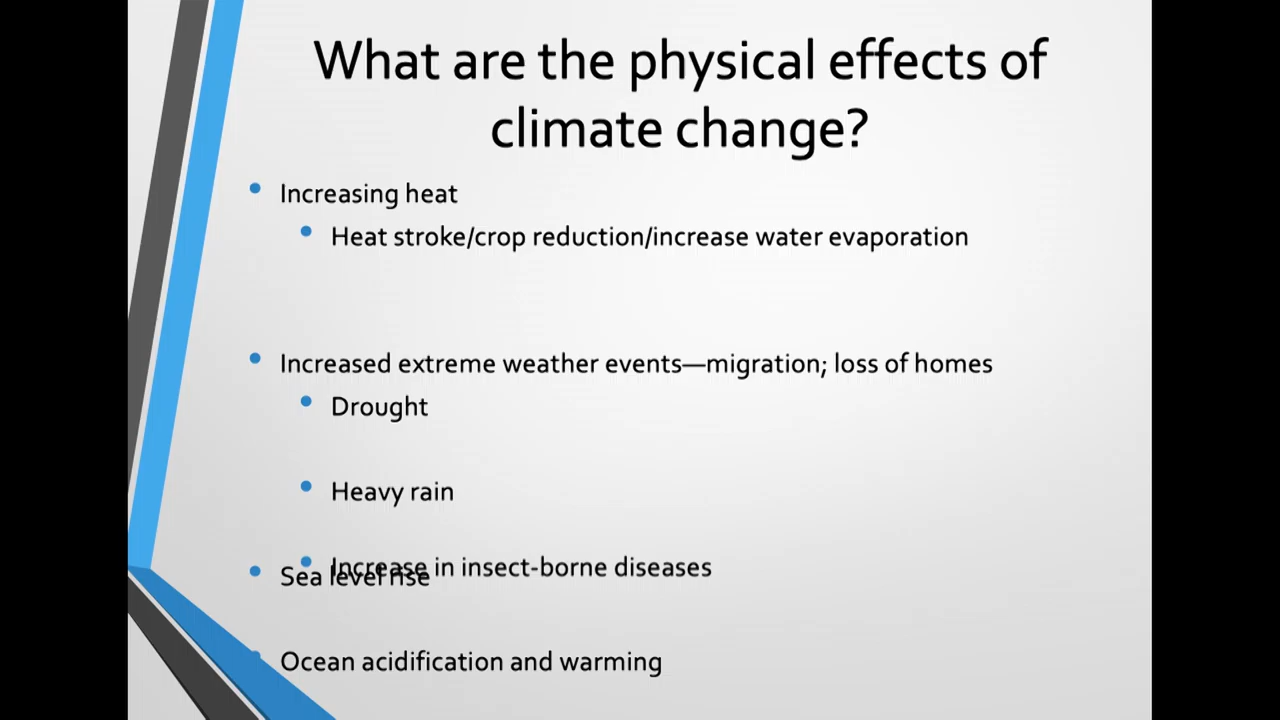 What are the physical effects of
climate change?
Increasing heat
Heat stroke/crop reduction/increase water evaporation
Increased extreme weather events—migration; loss of homes
Drought
Heavy rain
Increase in insect-borne diseases
Sea level rise
Ocean acidification and warming